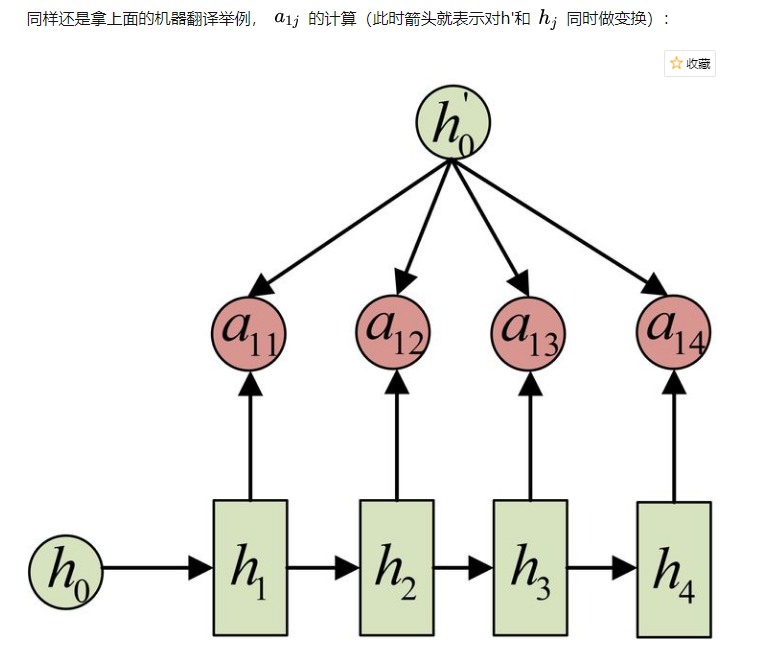 同样还是拿上面的机器翻译举例， a1j 的计算（此时箭头就表示对h'和 hj 同时做变换）：
收藏
h'0
a11 a12 a13 a14
h0 h1 h2 h3 h4